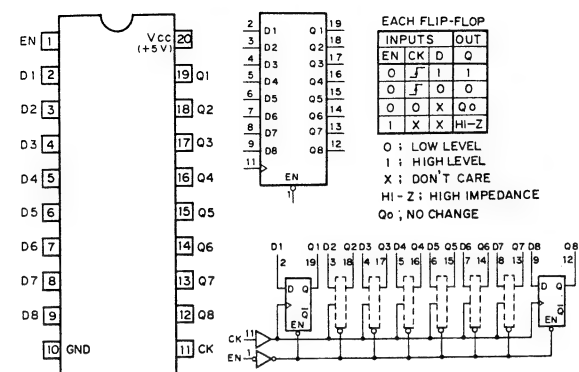 EN 1
VCC 20
(+5V)
D1 2
19 Q1
D2 3
18 Q2
D3 4
17 Q3
D4 5
16 Q4
D5 6
15 Q5
D6 7
14 Q6
D7 8
13 Q7
D8 9
12 Q8
10 GND
11 CK
2 D1 Q1 19
3 D2 Q2 18
4 D3 Q3 17
5 D4 Q4 16
6 D5 Q5 15
7 D6 Q6 14
8 D7 Q7 13
9 D8 Q8 12
11
EN
1
EACH FLIP-FLOP
INPUTS OUT
EN CK D Q
0 1 1
0 0 0
0 0 X Qo
1 X X HI-Z
0 ; LOW LEVEL
1 ; HIGH LEVEL
X ; DON'T CARE
HI-Z ; HIGH IMPEDANCE
Qo ; NO CHANGE
D1 Q1 D2 Q2 D3 Q3 D4 Q4 D5 Q5 D6 Q6 D7 Q7 D8 Q8
2 19 3 18 4 17 5 16 6 15 7 14 8 13 9 12
D Q
Q
EN
D Q
Q
EN
CK 11
EN 1